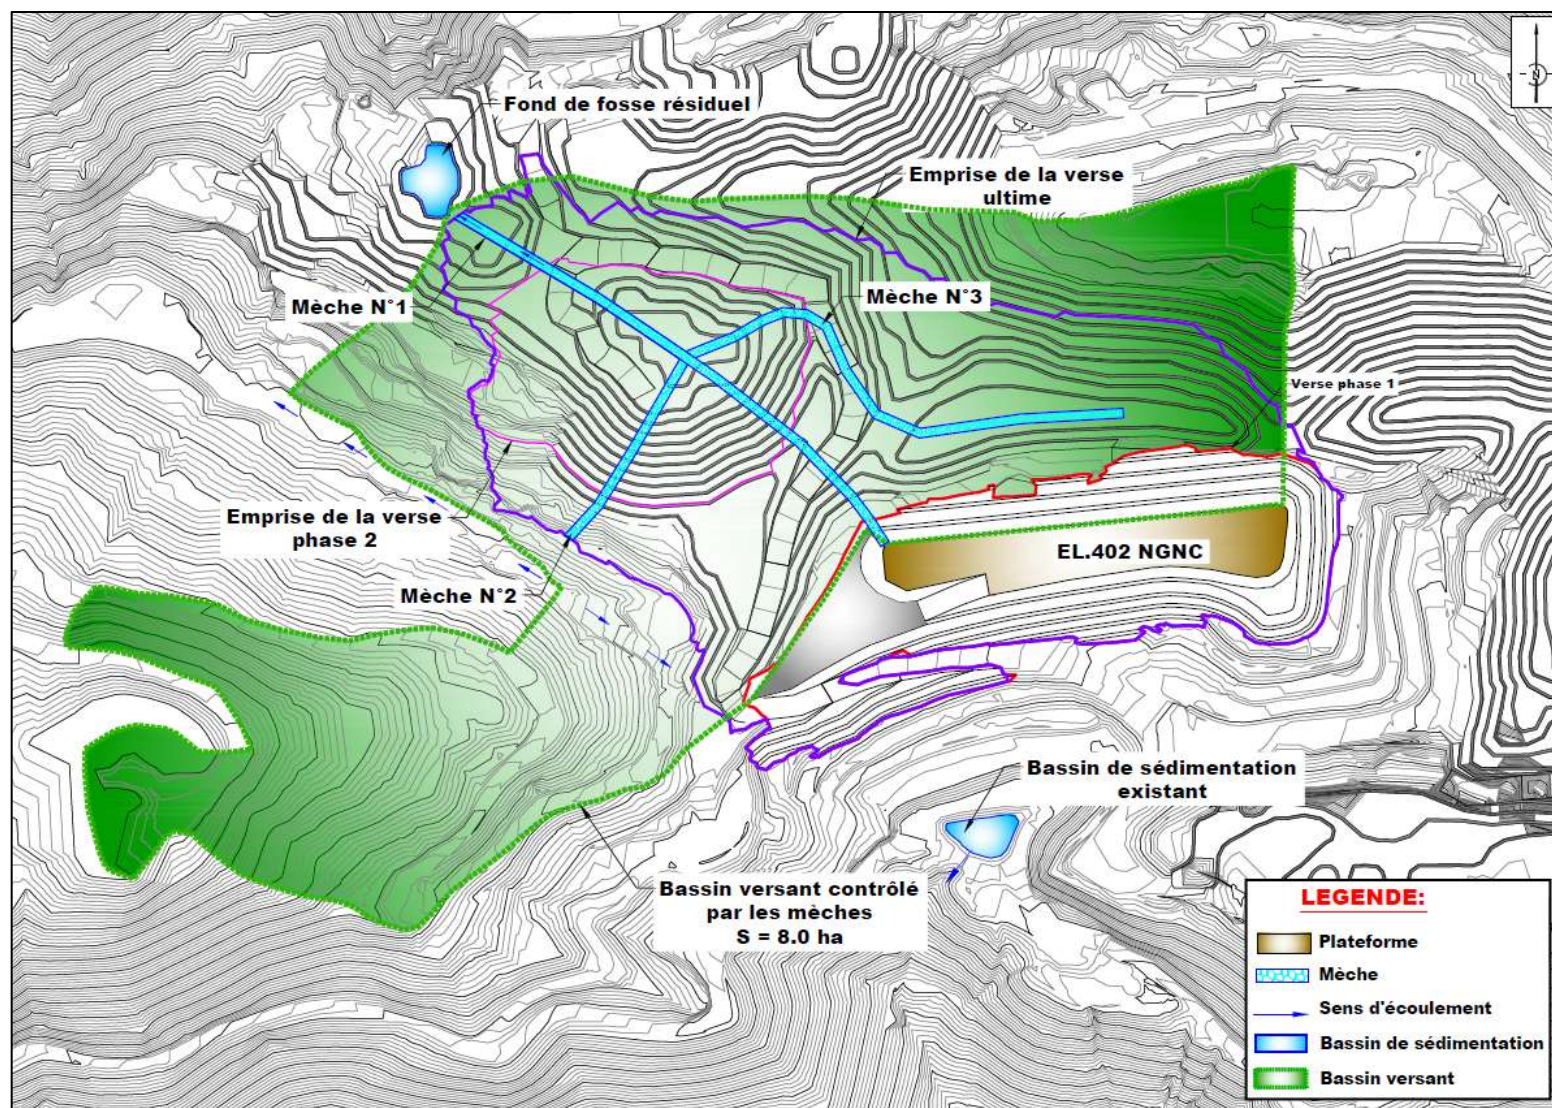 Fond de fosse résiduel
N
Emprise de la verse
ultime
Mèche N°1
Mèche N°3
Verse phase 1
Emprise de la verse
phase 2
EL.402 NGNC
Mèche N°2
Bassin de sédimentation
existant
Bassin versant contrôlé
par les mèches
S = 8.0 ha
LEGENDE:
Plateforme
Mèche
Sens d'écoulement
Bassin de sédimentation
Bassin versant